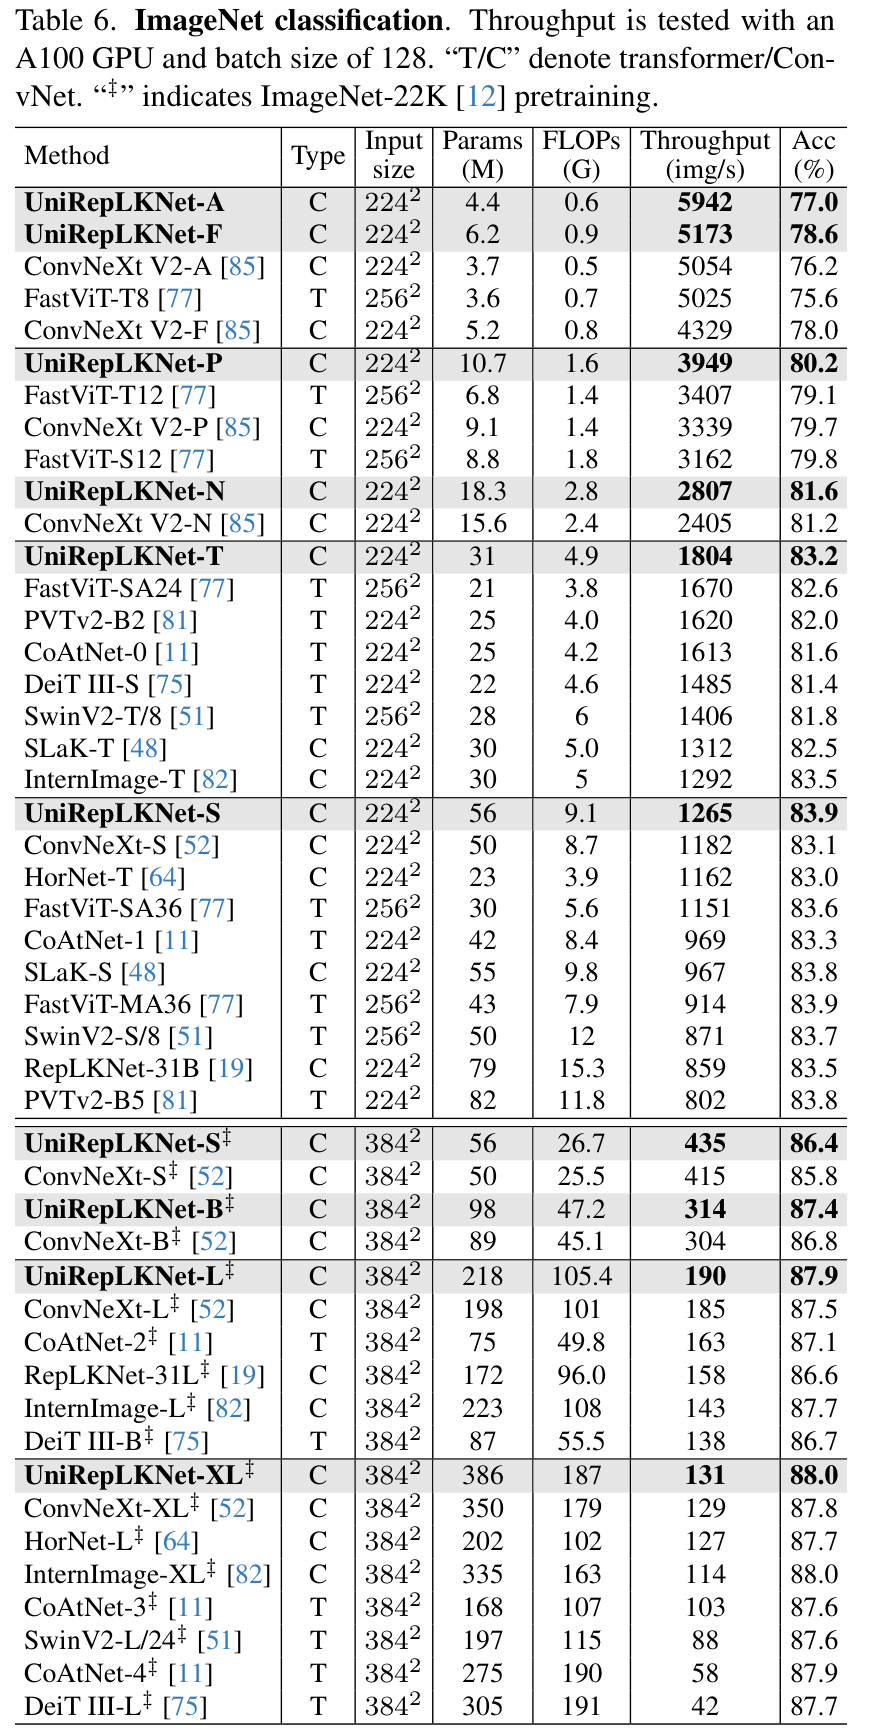 Table 6. ImageNet classification. Throughput is tested with an
A100 GPU and batch size of 128. “T/C” denote transformer/Con-
vNet. “‡” indicates ImageNet-22K [12] pretraining.
Method Type Input size Params (M) FLOPs (G) Throughput (img/s) Acc (%)
UniRepLKNet-A C 224² 4.4 0.6 5942 77.0
UniRepLKNet-F C 224² 6.2 0.9 5173 78.6
ConvNeXt V2-A [85] C 224² 3.7 0.5 5054 76.2
FastViT-T8 [77] T 256² 3.6 0.7 5025 75.6
ConvNeXt V2-F [85] C 224² 5.2 0.8 4329 78.0
UniRepLKNet-P C 224² 10.7 1.6 3949 80.2
FastViT-T12 [77] T 256² 6.8 1.4 3407 79.1
ConvNeXt V2-P [85] C 224² 9.1 1.4 3339 79.7
FastViT-S12 [77] T 256² 8.8 1.8 3162 79.8
UniRepLKNet-N C 224² 18.3 2.8 2807 81.6
ConvNeXt V2-N [85] C 224² 15.6 2.4 2405 81.2
UniRepLKNet-T C 224² 31 4.9 1804 83.2
FastViT-SA24 [77] T 256² 21 3.8 1670 82.6
PVTv2-B2 [81] T 224² 25 4.0 1620 82.0
CoAtNet-0 [11] T 224² 25 4.2 1613 81.6
DeiT III-S [75] T 224² 22 4.6 1485 81.4
SwinV2-T/8 [51] T 256² 28 6 1406 81.8
SLaK-T [48] C 224² 30 5.0 1312 82.5
InternImage-T [82] C 224² 30 5 1292 83.5
UniRepLKNet-S C 224² 56 9.1 1265 83.9
ConvNeXt-S [52] C 224² 50 8.7 1182 83.1
HorNet-T [64] C 224² 23 3.9 1162 83.0
FastViT-SA36 [77] T 256² 30 5.6 1151 83.6
CoAtNet-1 [11] T 224² 42 8.4 969 83.3
SLaK-S [48] C 224² 55 9.8 967 83.8
FastViT-MA36 [77] T 256² 43 7.9 914 83.9
SwinV2-S/8 [51] T 256² 50 12 871 83.7
RepLKNet-31B [19] C 224² 79 15.3 859 83.5
PVTv2-B5 [81] T 224² 82 11.8 802 83.8
UniRepLKNet-S‡ C 384² 56 26.7 435 86.4
ConvNeXt-S‡ [52] C 384² 50 25.5 415 85.8
UniRepLKNet-B‡ C 384² 98 47.2 314 87.4
ConvNeXt-B‡ [52] C 384² 89 45.1 304 86.8
UniRepLKNet-L‡ C 384² 218 105.4 190 87.9
ConvNeXt-L‡ [52] C 384² 198 101 185 87.5
CoAtNet-2‡ [11] T 384² 75 49.8 163 87.1
RepLKNet-31L‡ [19] C 384² 172 96.0 158 86.6
InternImage-L‡ [82] C 384² 223 108 143 87.7
DeiT III-B‡ [75] T 384² 87 55.5 138 86.7
UniRepLKNet-XL‡ C 384² 386 187 131 88.0
ConvNeXt-XL‡ [52] C 384² 350 179 129 87.8
HorNet-L‡ [64] C 384² 202 102 127 87.7
InternImage-XL‡ [82] C 384² 335 163 114 88.0
CoAtNet-3‡ [11] T 384² 168 107 103 87.6
SwinV2-L/24‡ [51] T 384² 197 115 88 87.6
CoAtNet-4‡ [11] T 384² 275 190 58 87.9
DeiT III-L‡ [75] T 384² 305 191 42 87.7